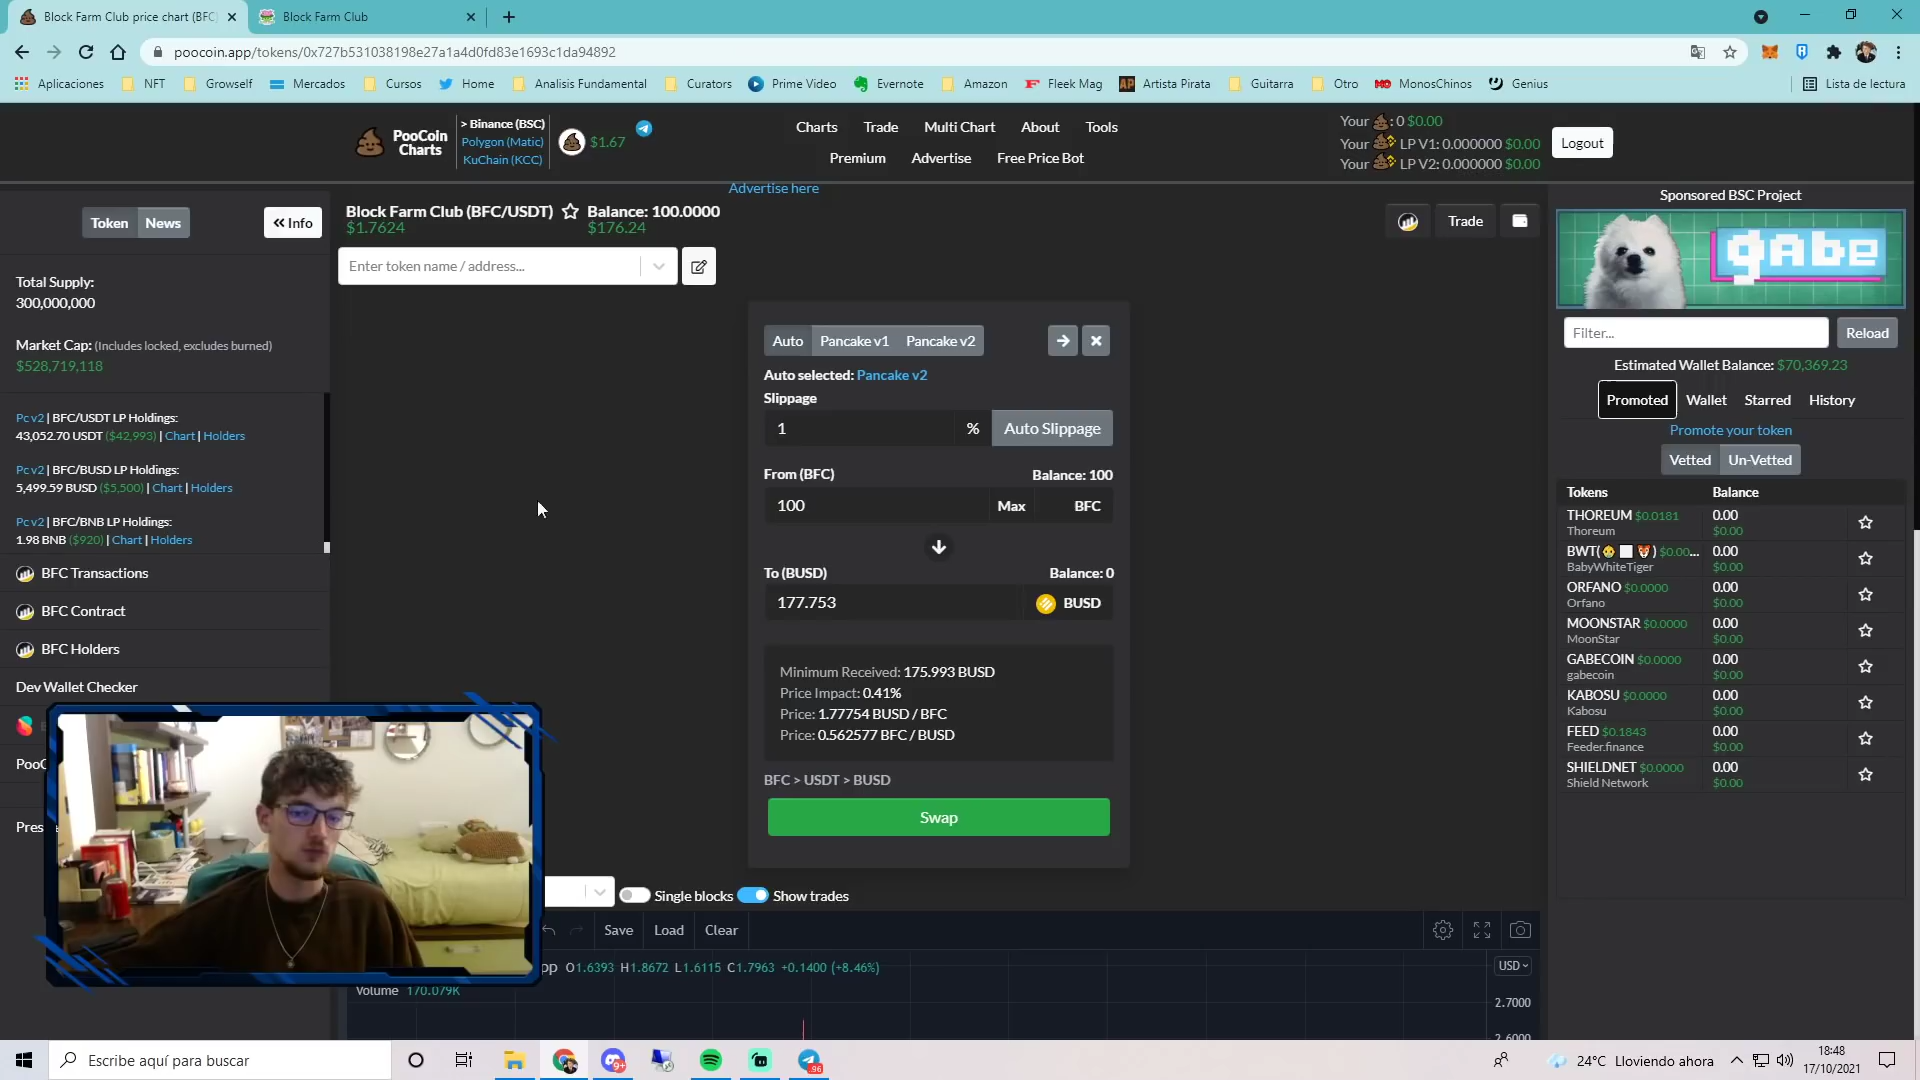 Block Farm Club price chart (BFC
Block Farm Club
poocoin.app/tokens/0x727b531038198e27a1a4d0fd83e1693c1da94892
Aplicaciones
NFT
Growself
Mercados
Cursos
Home
Analisis Fundamental
Curators
Prime Video
Evernote
Amazon
Fleek Mag
Artista Pirata
Guitarra
Otro
MonosChinos
Genius
Lista de lectura
PooCoin
Charts
> Binance (BSC)
Polygon (Matic)
KuChain (KCC)
$1.67
Charts
Trade
Multi Chart
About
Tools
Premium
Advertise
Free Price Bot
Your : 0 $0.00
Your LP V1: 0.000000 $0.00
Your LP V2: 0.000000 $0.00
Logout
Advertise here
Token
News
« Info
Total Supply:
300,000,000
Market Cap: (Includes locked, excludes burned)
$528,719,118
Pc v2 | BFC/USDT LP Holdings:
43,052.70 USDT ($42,993) | Chart | Holders
Pc v2 | BFC/BUSD LP Holdings:
5,499.59 BUSD ($5,500) | Chart | Holders
Pc v2 | BFC/BNB LP Holdings:
1.98 BNB ($920) | Chart | Holders
BFC Transactions
BFC Contract
BFC Holders
Dev Wallet Checker
Block Farm Club (BFC/USDT)
Balance: 100.0000
$1.7624
$176.24
Enter token name / address...
Trade
Auto
Pancake v1
Pancake v2
Auto selected: Pancake v2
Slippage
1
%
Auto Slippage
From (BFC)
Balance: 100
100
Max
BFC
To (BUSD)
Balance: 0
177.753
BUSD
Minimum Received: 175.993 BUSD
Price Impact: 0.41%
Price: 1.77754 BUSD / BFC
Price: 0.562577 BFC / BUSD
BFC > USDT > BUSD
Swap
Single blocks
Show trades
Save
Load
Clear
O1.6393 H1.8672 L1.6115 C1.7963 +0.1400 (+8.46%)
USD
Volume 170.079K
2.7000
Sponsored BSC Project
gabe
Filter...
Reload
Estimated Wallet Balance: $70,369.23
Promoted
Wallet
Starred
History
Promote your token
Vetted
Un-Vetted
Tokens
Balance
THOREUM $0.0181
0.00
Thoreum
$0.00
BWT(🐵⬜🐯) $0.00...
0.00
BabyWhiteTiger
$0.00
ORFANO $0.0000
0.00
Orfano
$0.00
MOONSTAR $0.0000
0.00
MoonStar
$0.00
GABECOIN $0.0000
0.00
gabecoin
$0.00
KABOSU $0.0000
0.00
Kabosu
$0.00
FEED $0.1843
0.00
Feeder.finance
$0.00
SHIELDNET $0.0000
0.00
Shield Network
$0.00
Escribe aquí para buscar
24°C Lloviendo ahora
18:48
17/10/2021